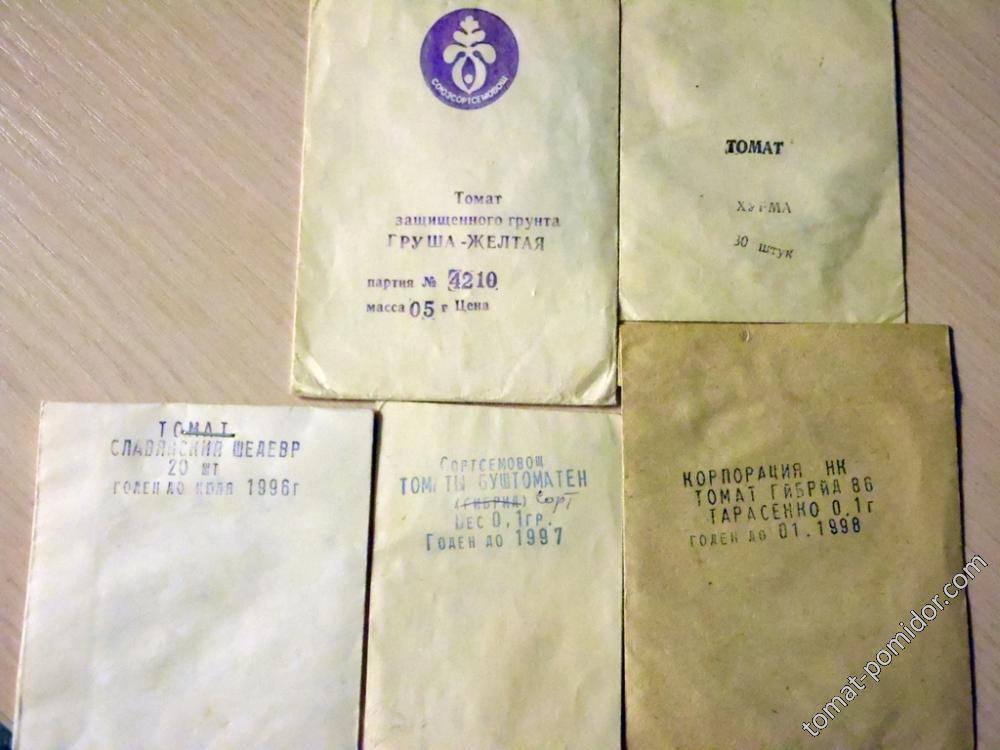 СОЮЗСОРТСЕМОВОЩ
Томат
защищенного грунта
ГРУША-ЖЕЛТАЯ
партия № 4210
масса 05 г Цена
ТОМАТ
ХУРМА
30 штук
ТОМАТ
СЛАВЯНСКИЙ ШЕДЕВР
20 шт
ГОДЕН ДО ИЮЛЯ 1996г
СОРТСЕМОВОЩ
ТОМАТЫ БУШТОМАТЕН
(ГИБРИД) Сорт
ВЕС 0,1ГР.
ГОДЕН ДО 1997
КОРПОРАЦИЯ НК
ТОМАТ ГИБРИД 86
ТАРАСЕНКО 0,1г
ГОДЕН ДО 01.1998
tomat-pomidor.com